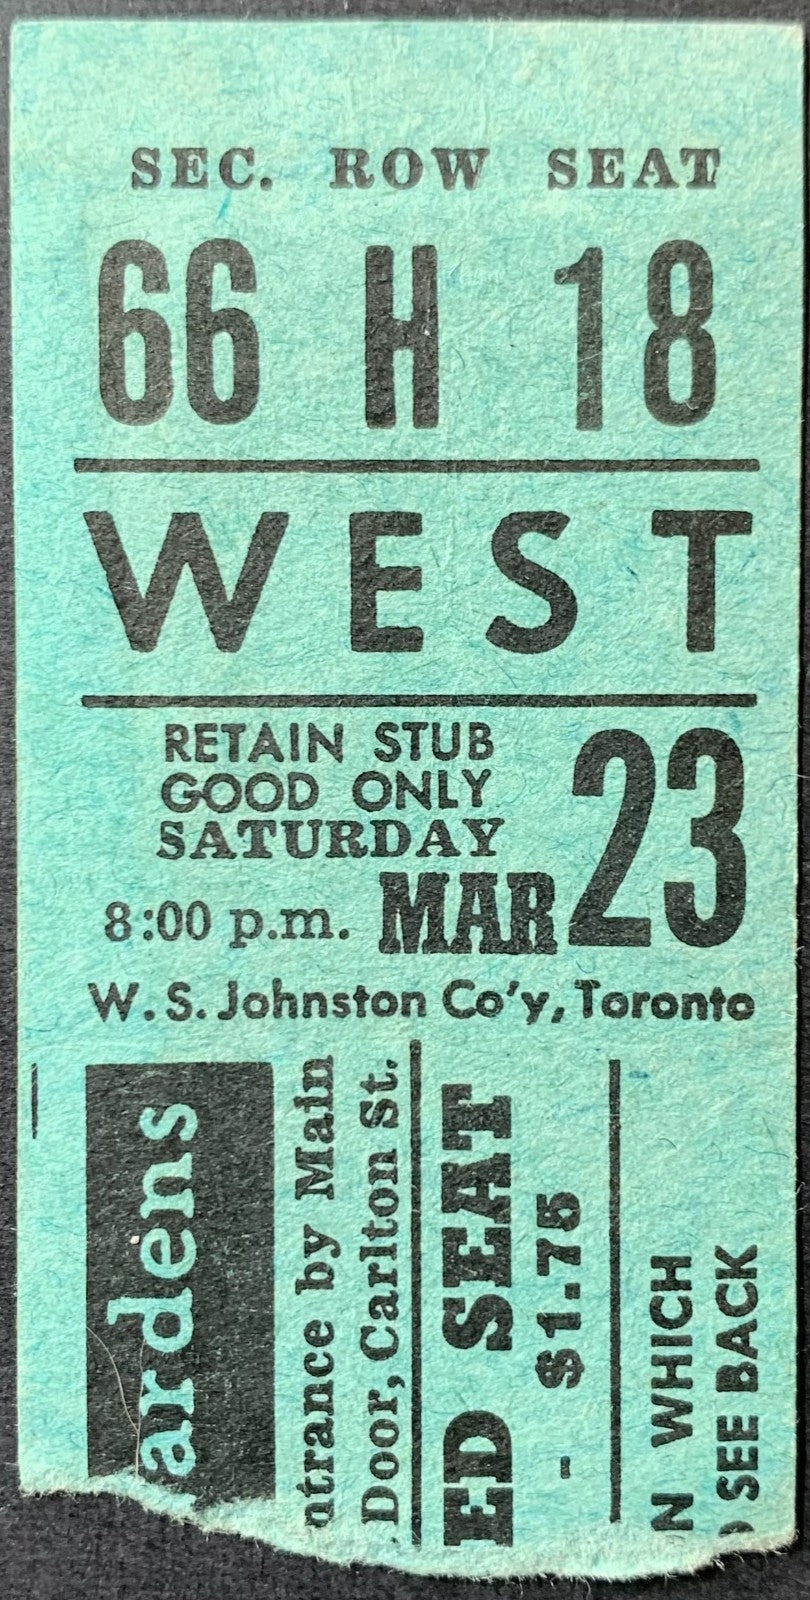 SEC. ROW SEAT
66 H 18
WEST
RETAIN STUB
GOOD ONLY
SATURDAY
8:00 p.m. MAR 23
W. S. Johnston Co'y, Toronto
ardens
ntrance by Main
Door, Carlton St.
ED SEAT
- $1.75
N WHICH
SEE BACK